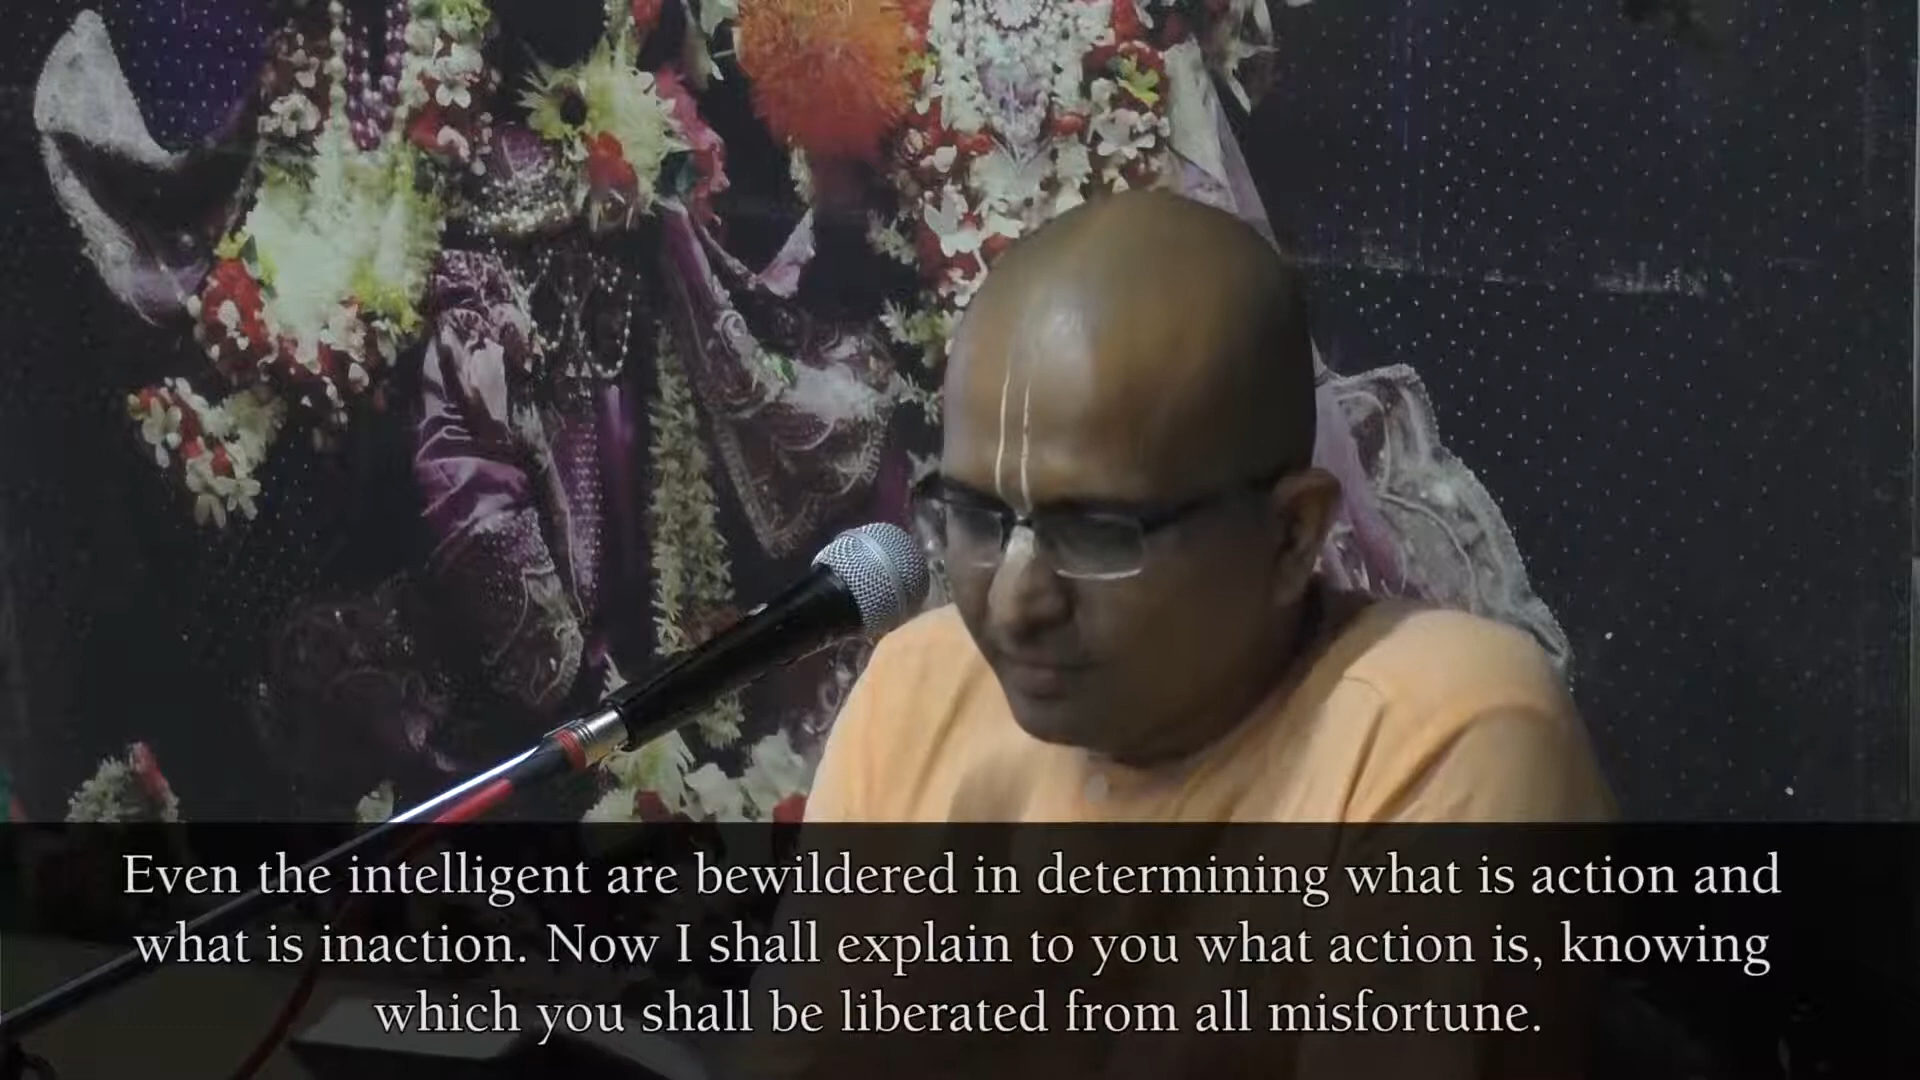 Even the intelligent are bewildered in determining what is action and
what is inaction. Now I shall explain to you what action is, knowing
which you shall be liberated from all misfortune.